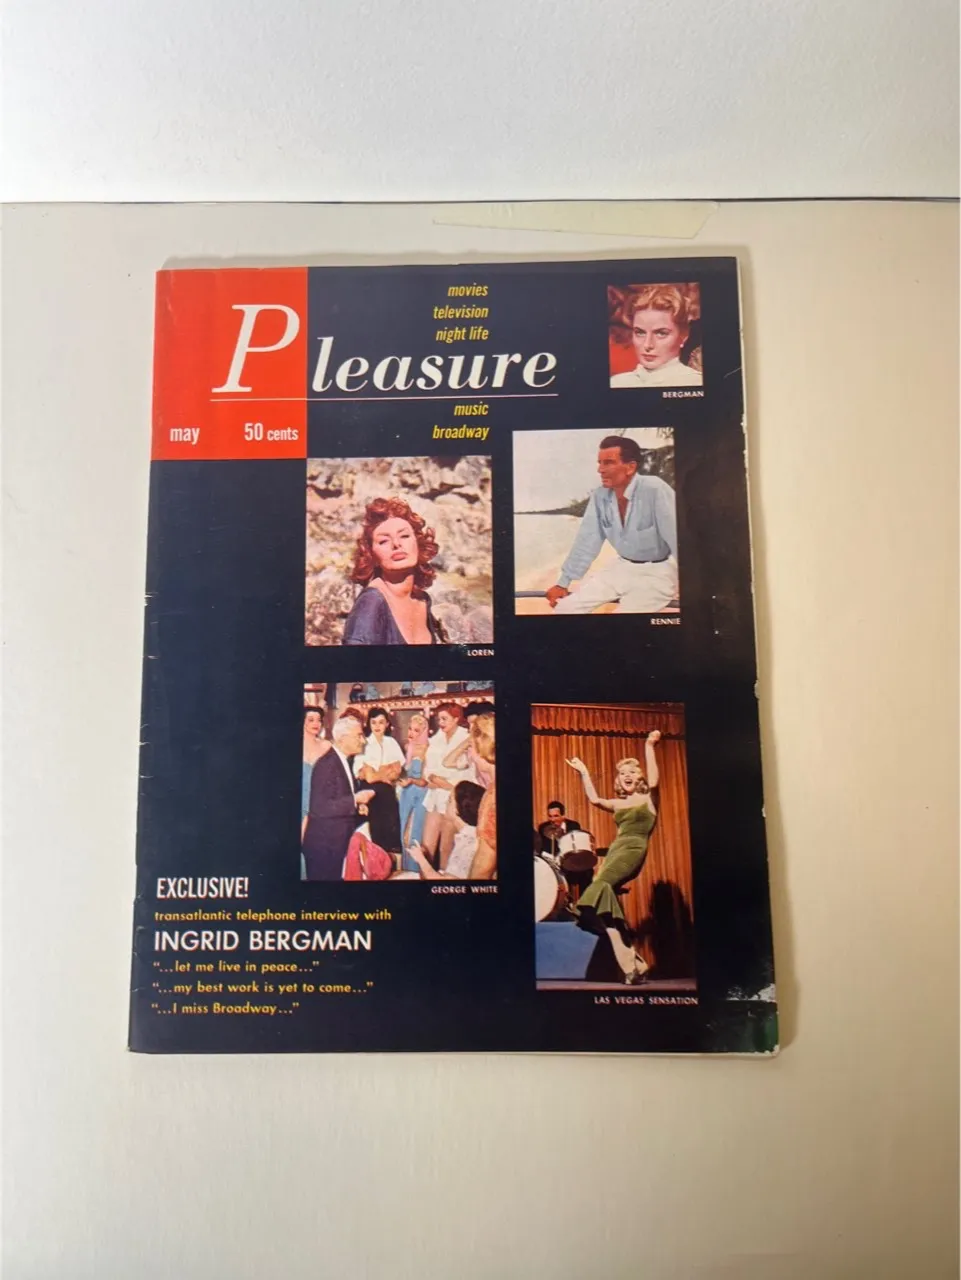 movies
television
night life
Pleasure
music
broadway
may 50 cents
BERGMAN
RENNIE
LOREN
GEORGE WHITE
LAS VEGAS SENSATION
EXCLUSIVE!
transatlantic telephone interview with
INGRID BERGMAN
"...let me live in peace..."
"...my best work is yet to come..."
"...I miss Broadway..."